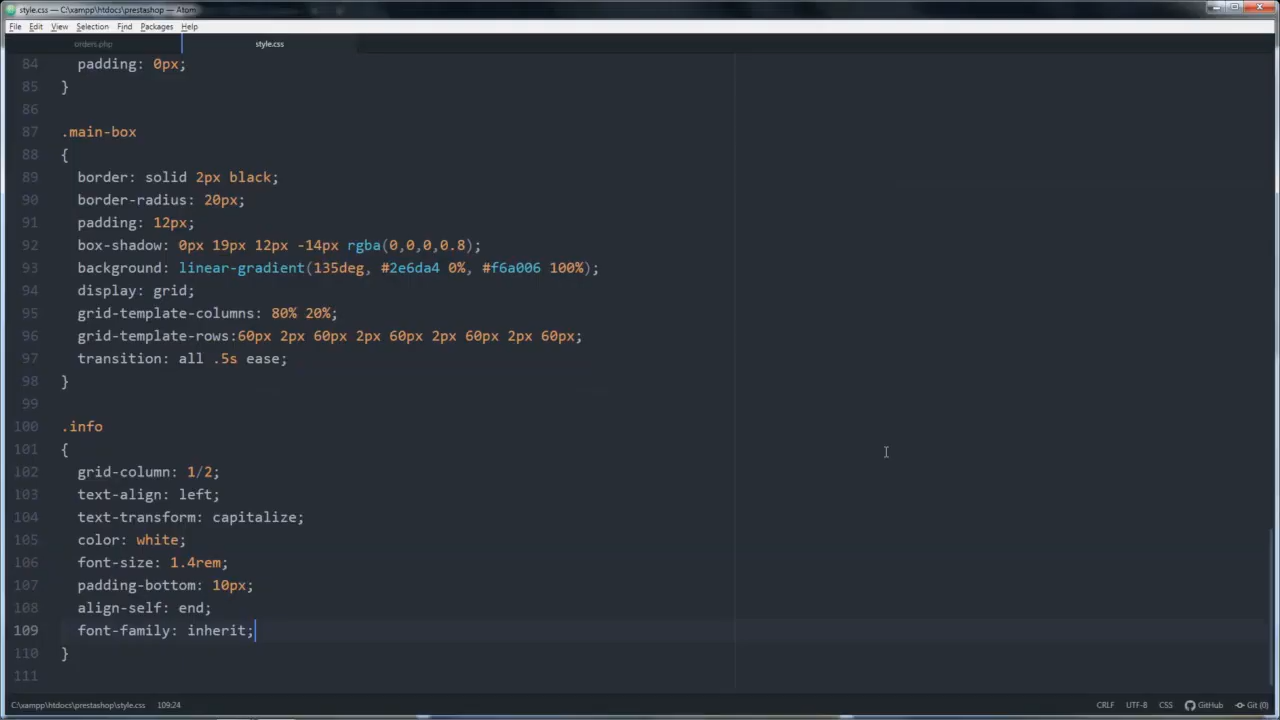 style.css — C:\xampp\htdocs\prestashop — Atom
File Edit View Selection Find Packages Help
orders.php style.css
84 padding: 0px;
85 }
86
87 .main-box
88 {
89 border: solid 2px black;
90 border-radius: 20px;
91 padding: 12px;
92 box-shadow: 0px 19px 12px -14px rgba(0,0,0,0.8);
93 background: linear-gradient(135deg, #2e6da4 0%, #f6a006 100%);
94 display: grid;
95 grid-template-columns: 80% 20%;
96 grid-template-rows:60px 2px 60px 2px 60px 2px 60px 2px 60px;
97 transition: all .5s ease;
98 }
99
100 .info
101 {
102 grid-column: 1/2;
103 text-align: left;
104 text-transform: capitalize;
105 color: white;
106 font-size: 1.4rem;
107 padding-bottom: 10px;
108 align-self: end;
109 font-family: inherit;
110 }
111
C:\xampp\htdocs\prestashop\style.css 109:24 CRLF UTF-8 CSS GitHub Git (0)